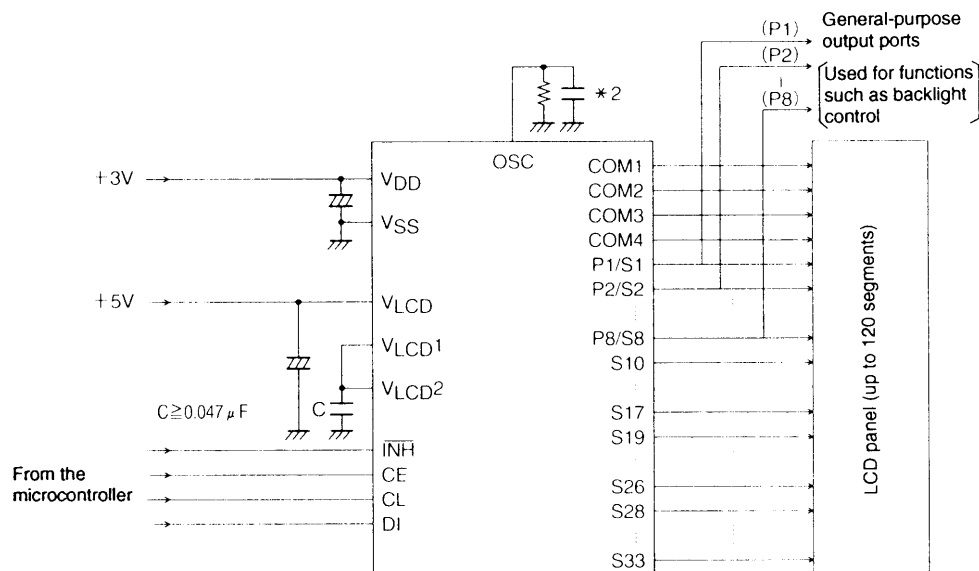 (P1)
General-purpose
output ports
(P2)
(P8)
Used for functions
such as backlight
control
*2
OSC
+3V
VDD
VSS
+5V
VLCD
VLCD1
VLCD2
C≧0.047μF
C
INH
CE
CL
DI
From the
microcontroller
COM1
COM2
COM3
COM4
P1/S1
P2/S2
P8/S8
S10
S17
S19
S26
S28
S33
LCD panel (up to 120 segments)